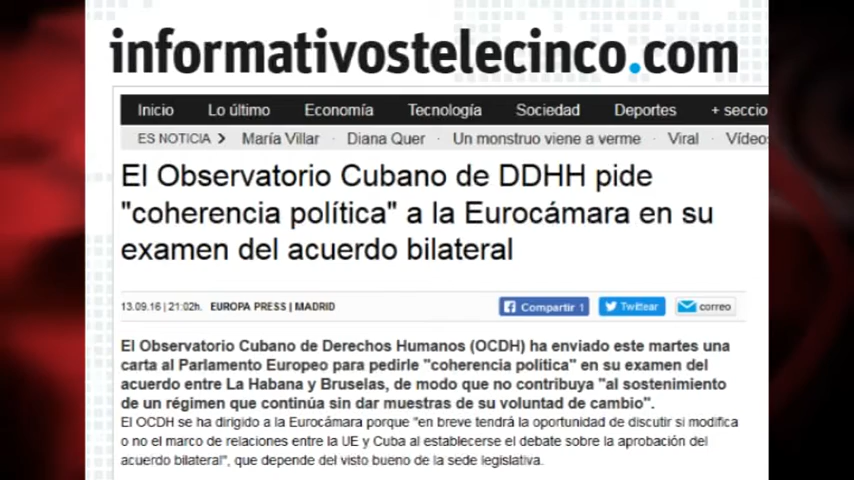 informativostelecinco.com
Inicio Lo último Economía Tecnología Sociedad Deportes + seccio
ES NOTICIA María Villar · Diana Quer · Un monstruo viene a verme · Viral · Vídeos
El Observatorio Cubano de DDHH pide
"coherencia política" a la Eurocámara en su
examen del acuerdo bilateral
13.09.16 | 21:02h. EUROPA PRESS | MADRID Compartir 1 Twittear correo
El Observatorio Cubano de Derechos Humanos (OCDH) ha enviado este martes una
carta al Parlamento Europeo para pedirle "coherencia política" en su examen del
acuerdo entre La Habana y Bruselas, de modo que no contribuya "al sostenimiento
de un régimen que continúa sin dar muestras de su voluntad de cambio".
El OCDH se ha dirigido a la Eurocámara porque "en breve tendrá la oportunidad de discutir si modifica
o no el marco de relaciones entre la UE y Cuba al establecerse el debate sobre la aprobación del
acuerdo bilateral", que depende del visto bueno de la sede legislativa.